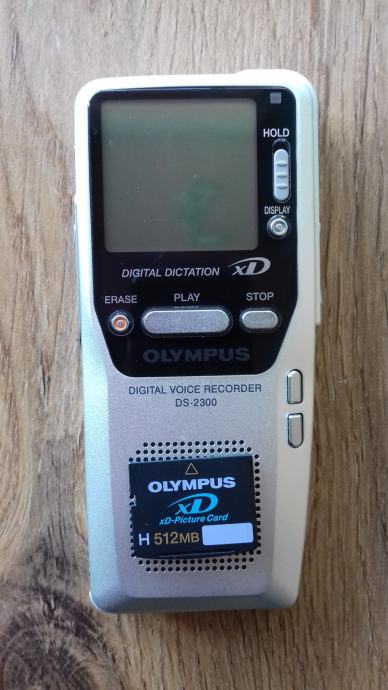 HOLD
DISPLAY
DIGITAL DICTATION xD
ERASE PLAY STOP
OLYMPUS
DIGITAL VOICE RECORDER
DS-2300
OLYMPUS
xD
xD-Picture Card
H 512MB